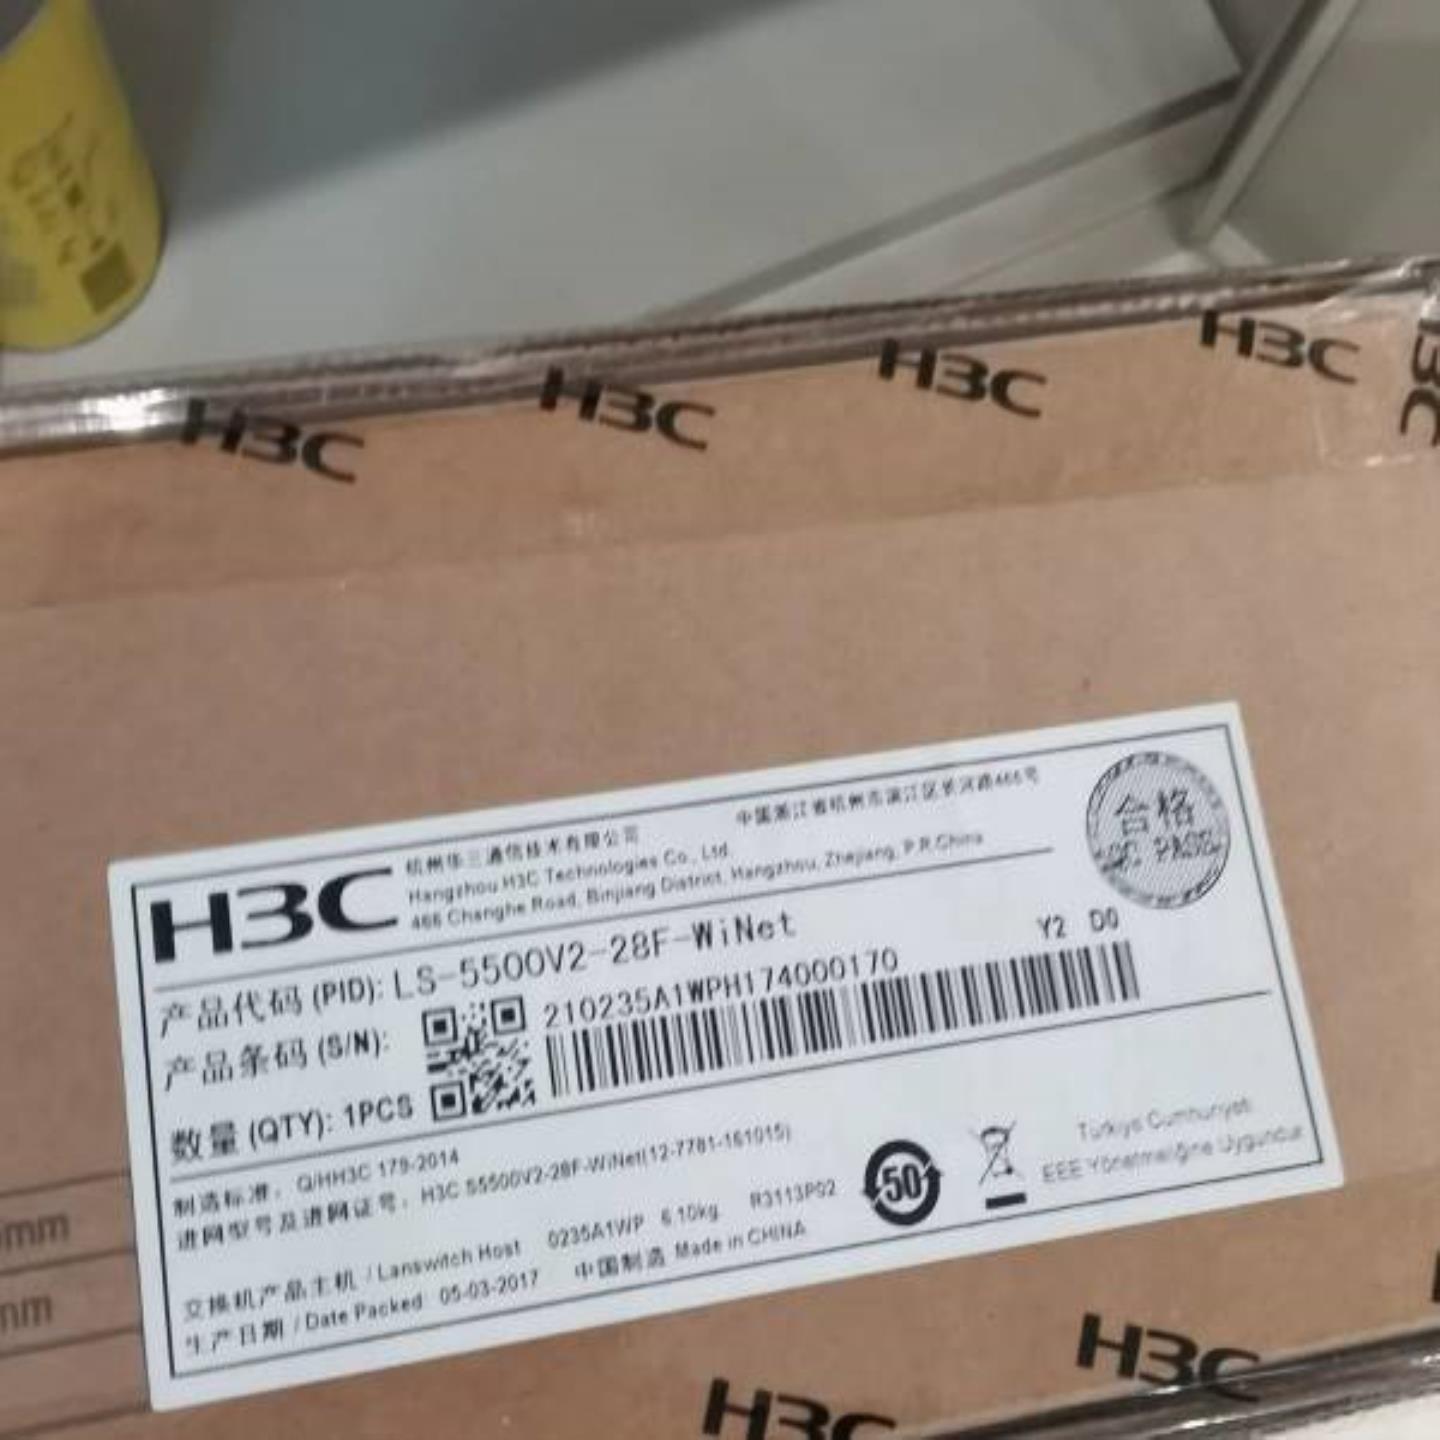 H3C
H3C
H3C
H3C
H3C
H3C
杭州华三通信技术有限公司
中国浙江省杭州市滨江区长河路466号
Hangzhou H3C Technologies Co., Ltd.
466 Changhe Road, Binjiang District, Hangzhou, Zhejiang, P.R.China
合格
产品代码 (PID): LS-5500V2-28F-WiNet
Y2 D0
产品条码 (S/N): 210235A1WPH174000170
数量 (QTY): 1PCS
制造标准: Q/HH3C 179-2014
进网型号及进网证号: H3C S5500V2-28F-WiNet(12-7781-161015)
交换机产品主机 / Lanswitch Host 0235A1WP 6.10kg R3113P02
生产日期 / Date Packed 05-03-2017 中国制造 Made in CHINA
50
Türkiye Cumhuriyeti
EEE Yönetmeliğine Uygundur
mm
mm
H3C
H3C